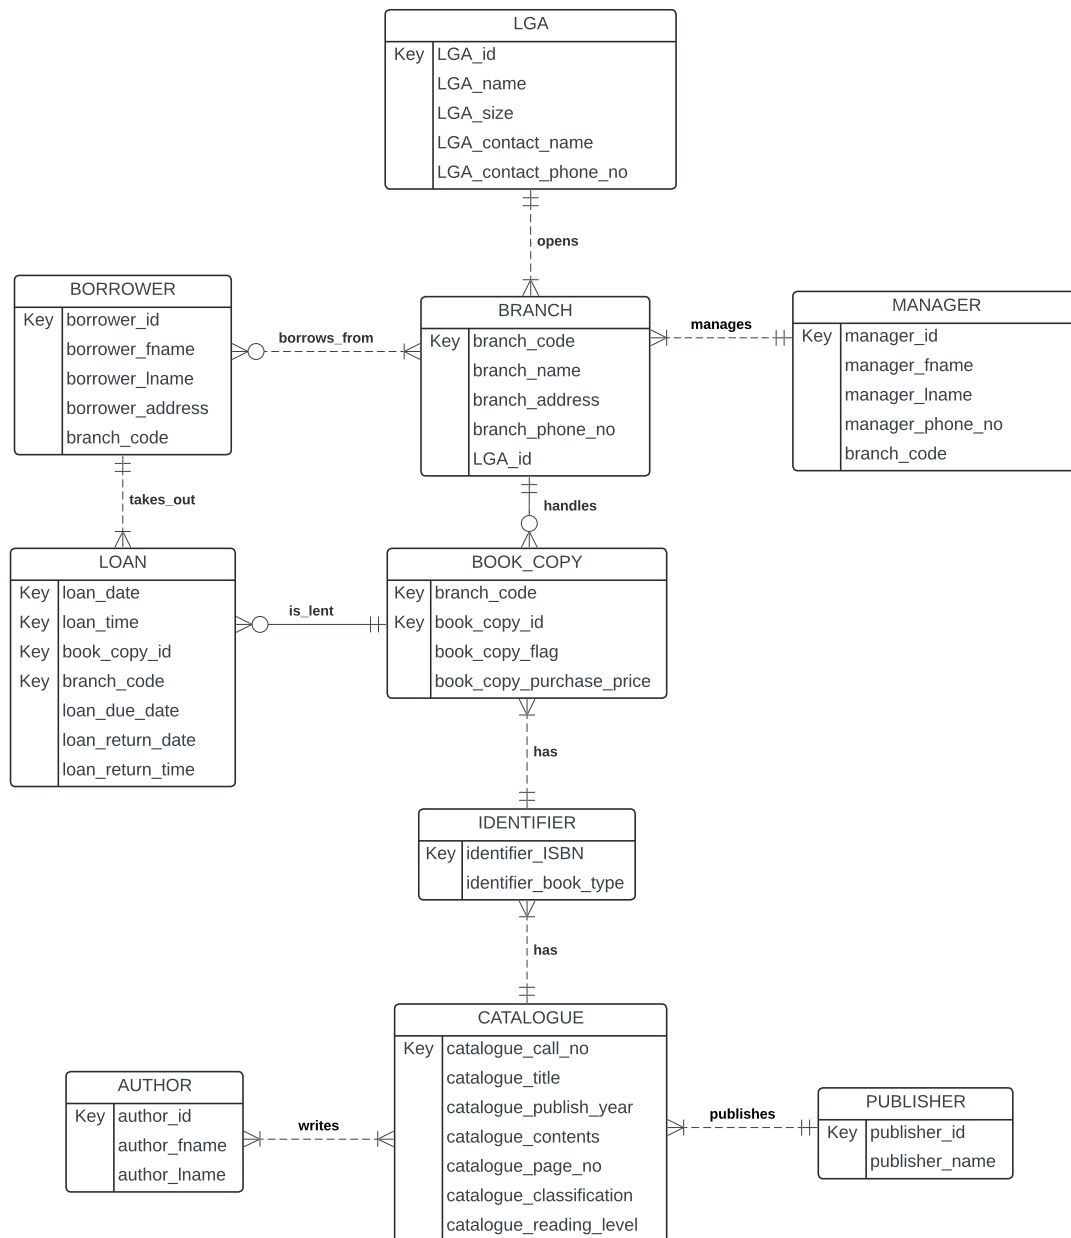 LGA
Key LGA_id
LGA_name
LGA_size
LGA_contact_name
LGA_contact_phone_no
opens
BORROWER
Key borrower_id
borrower_fname
borrower_lname
borrower_address
branch_code
borrows_from
BRANCH
Key branch_code
branch_name
branch_address
branch_phone_no
LGA_id
manages
MANAGER
Key manager_id
manager_fname
manager_lname
manager_phone_no
branch_code
takes_out
handles
LOAN
Key loan_date
Key loan_time
Key book_copy_id
Key branch_code
loan_due_date
loan_return_date
loan_return_time
is_lent
BOOK_COPY
Key branch_code
Key book_copy_id
book_copy_flag
book_copy_purchase_price
has
IDENTIFIER
Key identifier_ISBN
identifier_book_type
has
CATALOGUE
Key catalogue_call_no
catalogue_title
catalogue_publish_year
catalogue_contents
catalogue_page_no
catalogue_classification
catalogue_reading_level
AUTHOR
Key author_id
author_fname
author_lname
writes
publishes
PUBLISHER
Key publisher_id
publisher_name